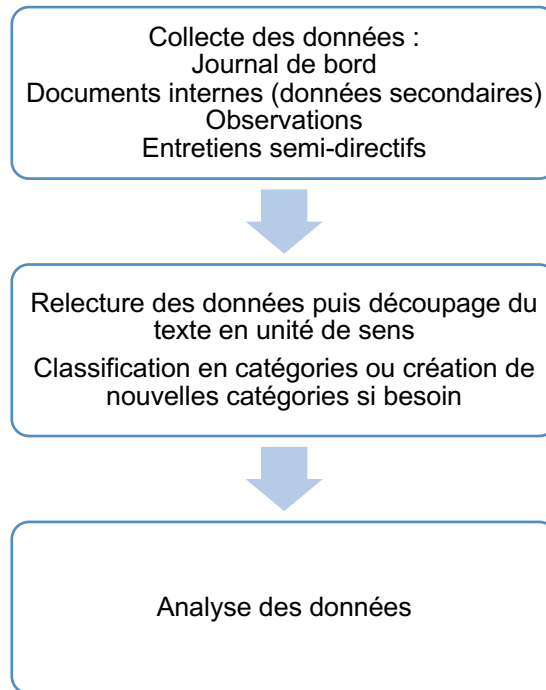 Collecte des données :
Journal de bord
Documents internes (données secondaires)
Observations
Entretiens semi-directifs
Relecture des données puis découpage du
texte en unité de sens
Classification en catégories ou création de
nouvelles catégories si besoin
Analyse des données